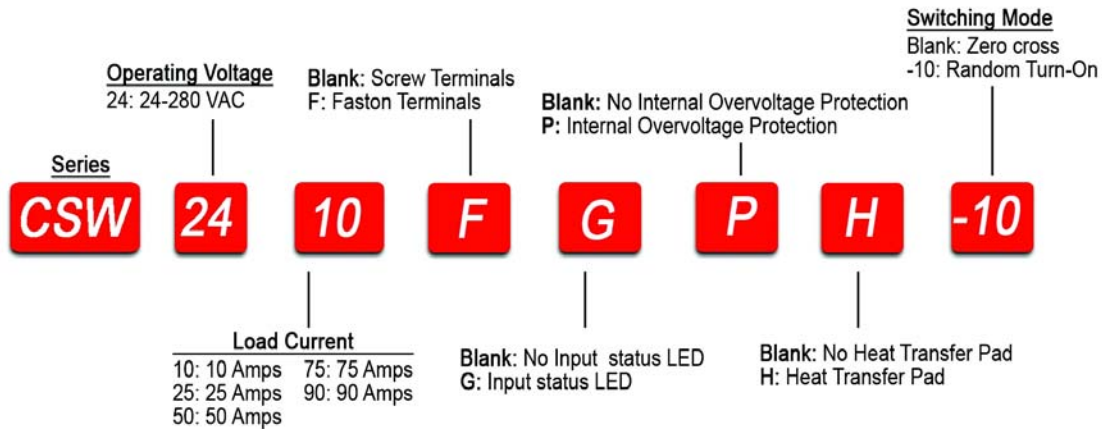 Switching Mode
Blank: Zero cross
-10: Random Turn-On
Operating Voltage
24: 24-280 VAC
Blank: Screw Terminals
F: Faston Terminals
Blank: No Internal Overvoltage Protection
P: Internal Overvoltage Protection
Series
CSW 24 10 F G P H -10
Load Current
10: 10 Amps 75: 75 Amps
25: 25 Amps 90: 90 Amps
50: 50 Amps
Blank: No Input status LED
G: Input status LED
Blank: No Heat Transfer Pad
H: Heat Transfer Pad